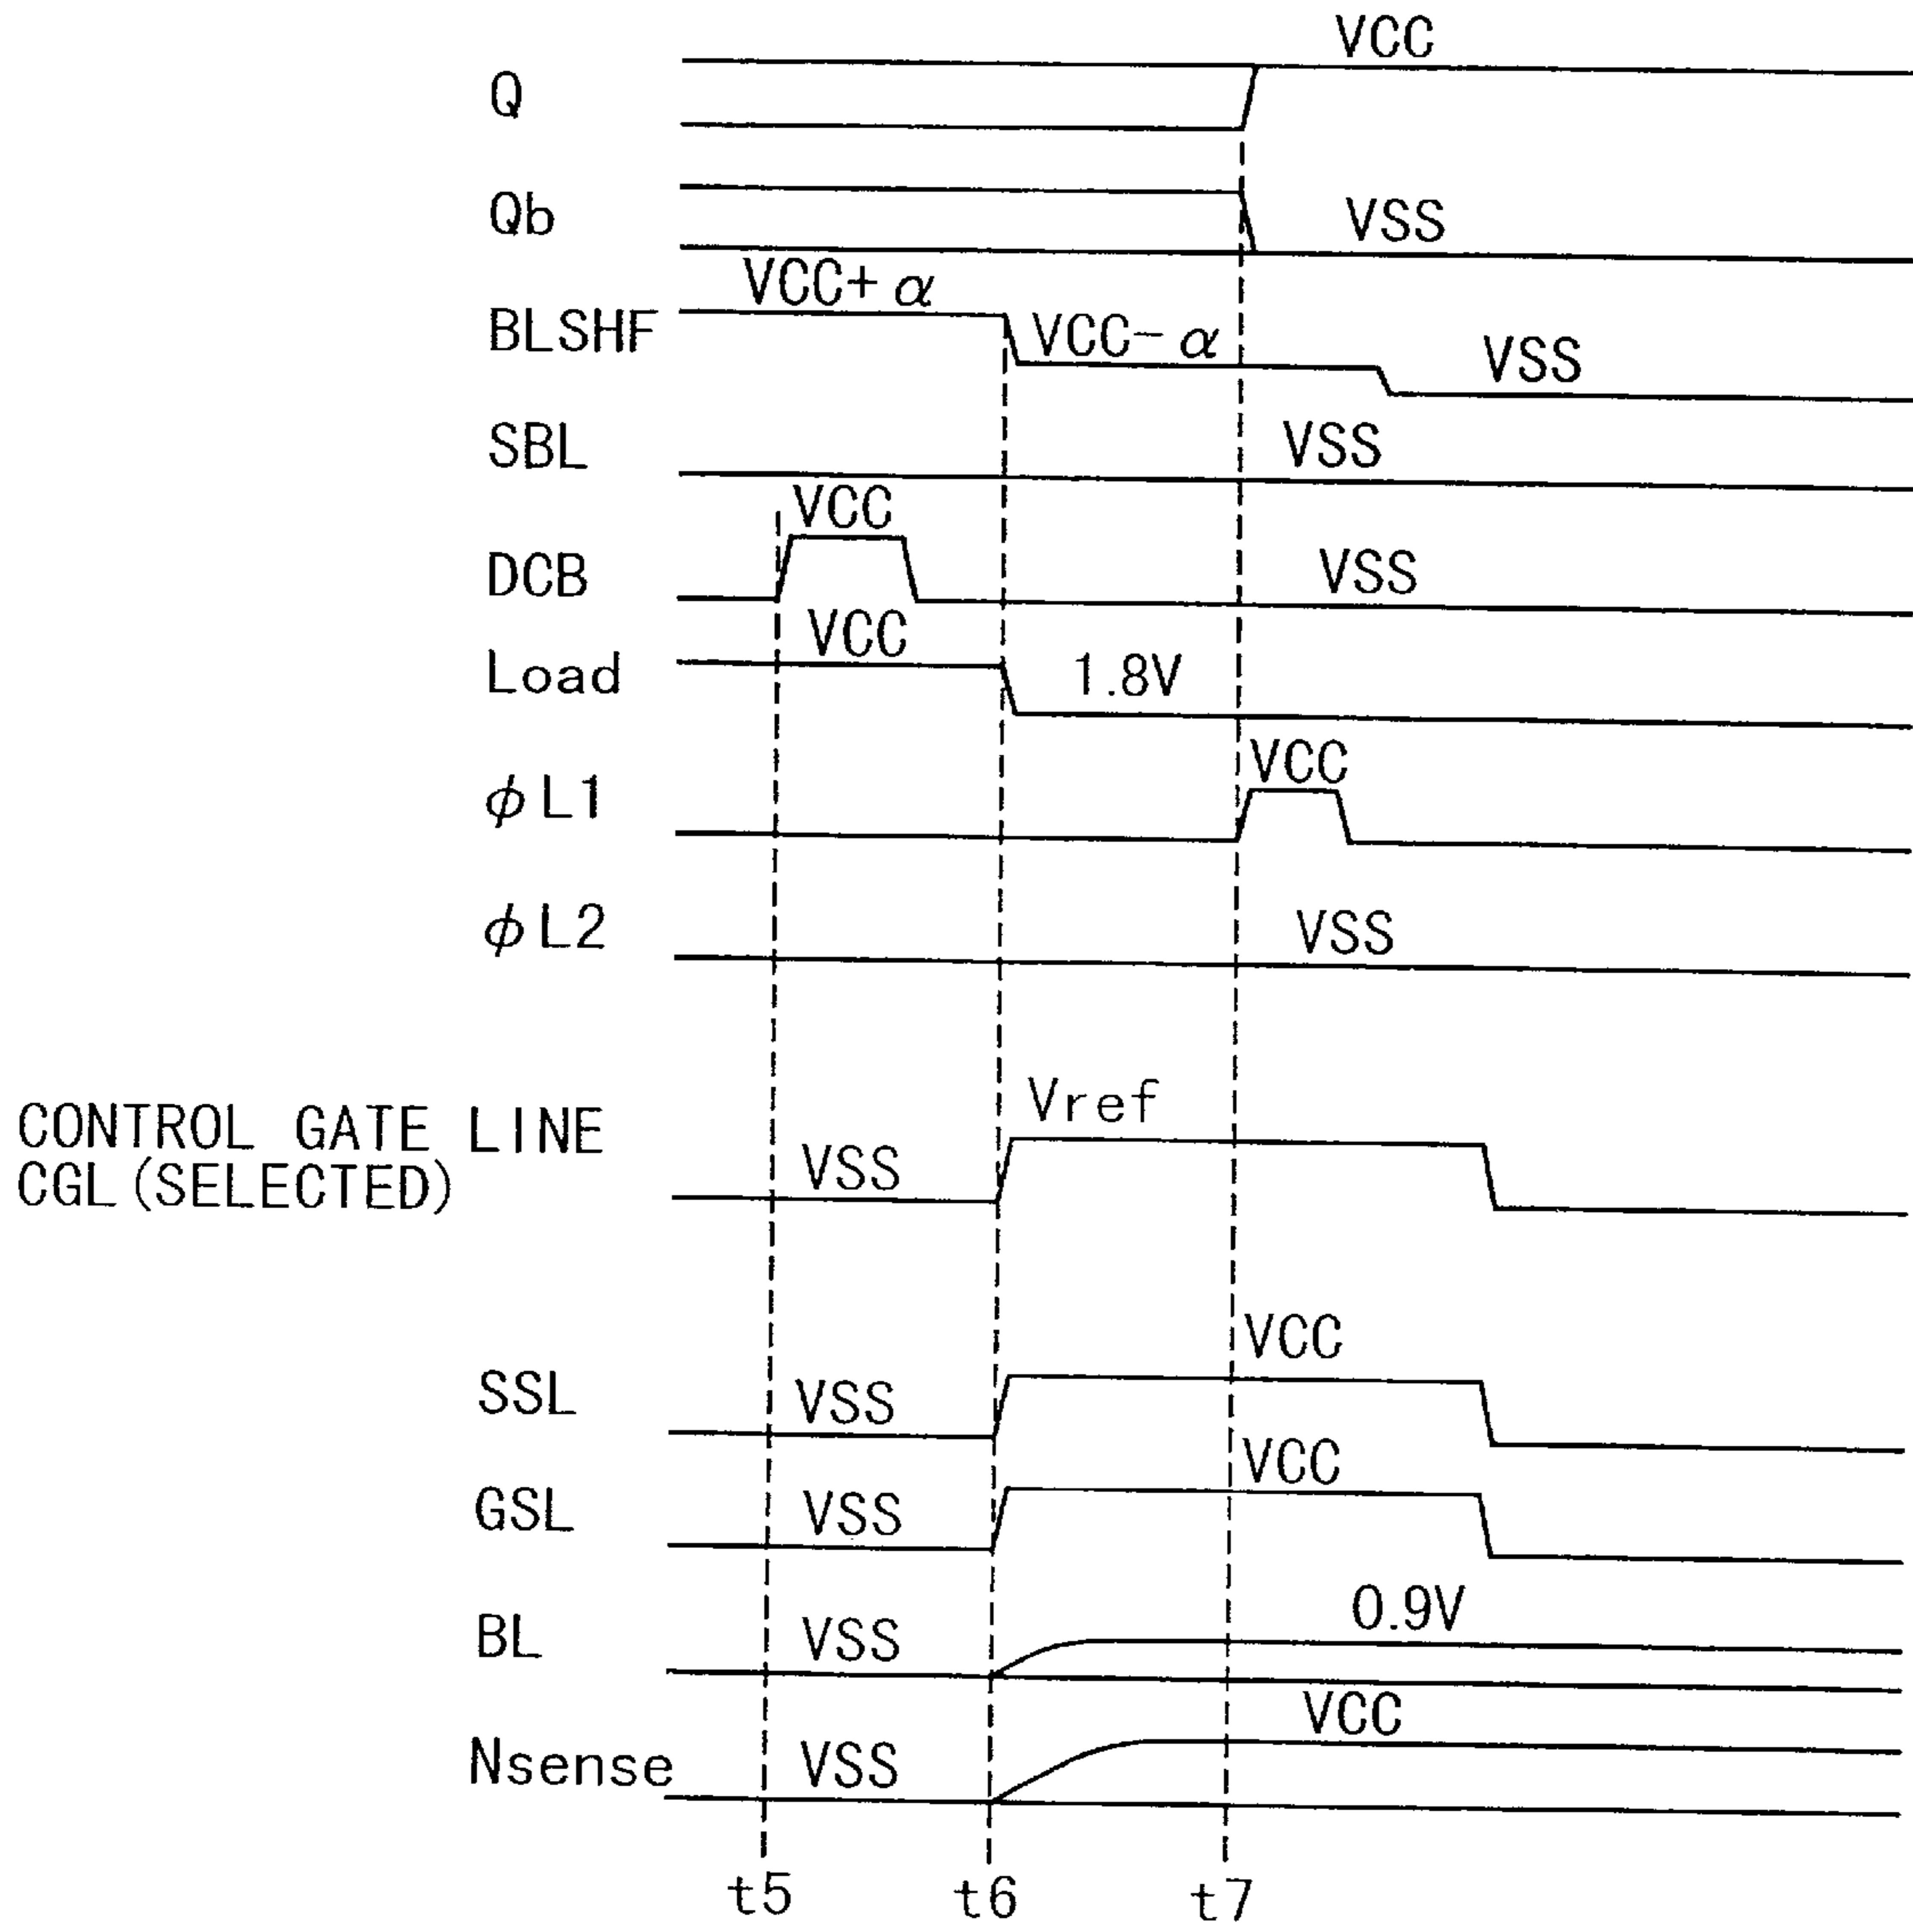 VCC
Q
Qb VSS
VCC+α
BLSHF VCC-α VSS
SBL VSS
VCC
DCB VSS
VCC
Load 1.8V
VCC
φL1
φL2 VSS
Vref
CONTROL GATE LINE
CGL(SELECTED) VSS
VCC
SSL VSS
VCC
GSL VSS
0.9V
BL VSS
VCC
Nsense VSS
t5 t6 t7